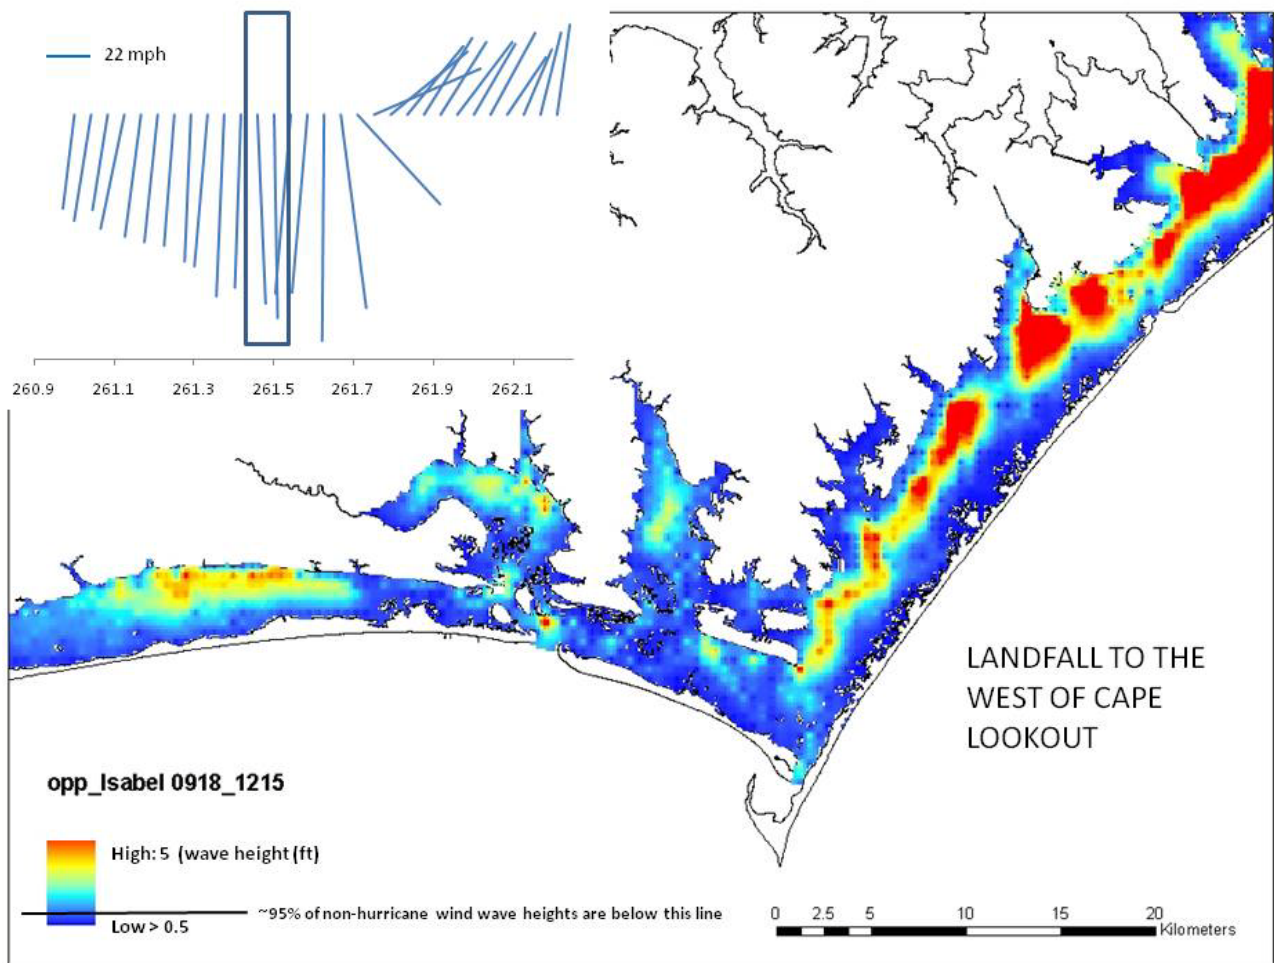 22 mph
260.9 261.1 261.3 261.5 261.7 261.9 262.1
LANDFALL TO THE
WEST OF CAPE
LOOKOUT
opp_Isabel 0918_1215
High: 5 (wave height (ft)
~95% of non-hurricane wind wave heights are below this line
Low > 0.5
0 2.5 5 10 15 20
Kilometers